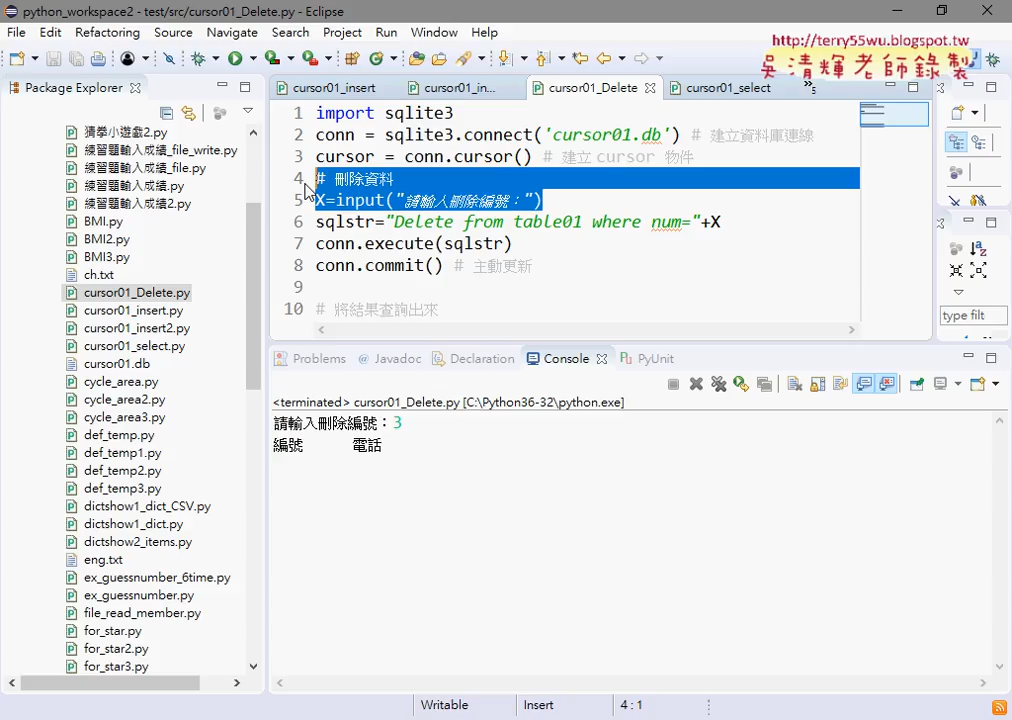 python_workspace2 - test/src/cursor01_Delete.py - Eclipse
File Edit Refactoring Source Navigate Search Project Run Window Help
http://terry55wu.blogspot.tw
吳清輝老師錄製
Package Explorer
猜拳小遊戲2.py
練習題輸入成績_file_write.py
練習題輸入成績_file.py
練習題輸入成績.py
練習題輸入成績2.py
BMI.py
BMI2.py
BMI3.py
ch.txt
cursor01_Delete.py
cursor01_insert.py
cursor01_insert2.py
cursor01_select.py
cursor01.db
cycle_area.py
cycle_area2.py
cycle_area3.py
def_temp.py
def_temp1.py
def_temp2.py
def_temp3.py
dictshow1_dict_CSV.py
dictshow1_dict.py
dictshow2_items.py
eng.txt
ex_guessnumber_6time.py
ex_guessnumber.py
file_read_member.py
for_star.py
for_star2.py
for_star3.py
cursor01_insert cursor01_in... cursor01_Delete cursor01_select »5
1 import sqlite3
2 conn = sqlite3.connect('cursor01.db') # 建立資料庫連線
3 cursor = conn.cursor() # 建立 cursor 物件
4 # 刪除資料
5 X=input("請輸入刪除編號：")
6 sqlstr="Delete from table01 where num="+X
7 conn.execute(sqlstr)
8 conn.commit() # 主動更新
9
10 # 將結果查詢出來
type filt
Problems @ Javadoc Declaration Console PyUnit
<terminated> cursor01_Delete.py [C:\Python36-32\python.exe]
請輸入刪除編號：3
編號 電話
Writable Insert 4 : 1